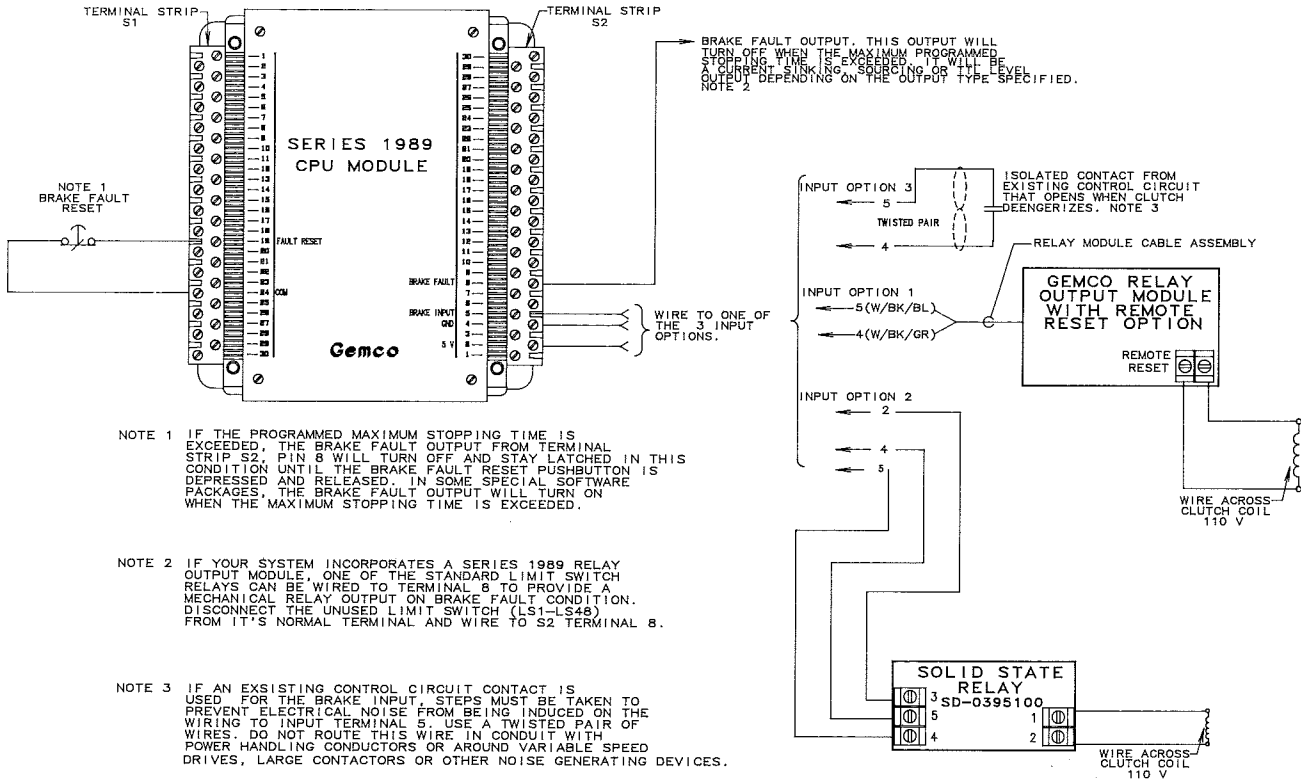 TERMINAL STRIP
S1
TERMINAL STRIP
S2
BRAKE FAULT OUTPUT. THIS OUTPUT WILL
TURN OFF WHEN THE MAXIMUM PROGRAMMED
STOPPING TIME IS EXCEEDED. IT WILL BE
A CURRENT SINKING, SOURCING OR TTL LEVEL
OUTPUT DEPENDING ON THE OUTPUT TYPE SPECIFIED.
NOTE 2
SERIES 1989
CPU MODULE
NOTE 1
BRAKE FAULT
RESET
FAULT RESET
COM
BRAKE FAULT
BRAKE INPUT
GND
5 V
Gemco
WIRE TO ONE OF
THE 3 INPUT
OPTIONS.
INPUT OPTION 3
5
TWISTED PAIR
4
ISOLATED CONTACT FROM
EXISTING CONTROL CIRCUIT
THAT OPENS WHEN CLUTCH
DEENGERIZES. NOTE 3
RELAY MODULE CABLE ASSEMBLY
INPUT OPTION 1
5(W/BK/BL)
4(W/BK/GR)
GEMCO RELAY
OUTPUT MODULE
WITH REMOTE
RESET OPTION
REMOTE
RESET
WIRE ACROSS
CLUTCH COIL
110 V
INPUT OPTION 2
2
4
5
NOTE 1 IF THE PROGRAMMED MAXIMUM STOPPING TIME IS
EXCEEDED, THE BRAKE FAULT OUTPUT FROM TERMINAL
STRIP S2, PIN 8 WILL TURN OFF AND STAY LATCHED IN THIS
CONDITION UNTIL THE BRAKE FAULT RESET PUSHBUTTON IS
DEPRESSED AND RELEASED. IN SOME SPECIAL SOFTWARE
PACKAGES, THE BRAKE FAULT OUTPUT WILL TURN ON
WHEN THE MAXIMUM STOPPING TIME IS EXCEEDED.
NOTE 2 IF YOUR SYSTEM INCORPORATES A SERIES 1989 RELAY
OUTPUT MODULE, ONE OF THE STANDARD LIMIT SWITCH
RELAYS CAN BE WIRED TO TERMINAL 8 TO PROVIDE A
MECHANICAL RELAY OUTPUT ON BRAKE FAULT CONDITION.
DISCONNECT THE UNUSED LIMIT SWITCH (LS1-LS48)
FROM IT'S NORMAL TERMINAL AND WIRE TO S2 TERMINAL 8.
NOTE 3 IF AN EXSISTING CONTROL CIRCUIT CONTACT IS
USED FOR THE BRAKE INPUT, STEPS MUST BE TAKEN TO
PREVENT ELECTRICAL NOISE FROM BEING INDUCED ON THE
WIRING TO INPUT TERMINAL 5. USE A TWISTED PAIR OF
WIRES. DO NOT ROUTE THIS WIRE IN CONDUIT WITH
POWER HANDLING CONDUCTORS OR AROUND VARIABLE SPEED
DRIVES, LARGE CONTACTORS OR OTHER NOISE GENERATING DEVICES.
SOLID STATE
RELAY
SD-0395100
3
5
4
1
2
WIRE ACROSS
CLUTCH COIL
110 V